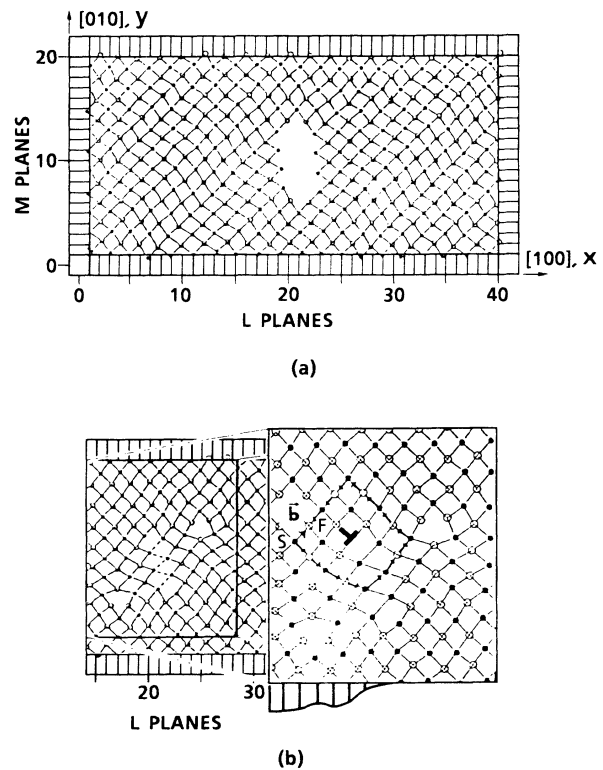 [010], y
20
10
0
M PLANES
[100], x
0 10 20 30 40
L PLANES
(a)
b
F
S
20 30
L PLANES
(b)